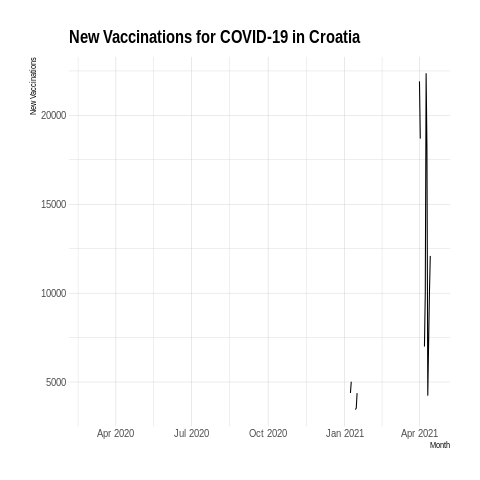 New Vaccinations for COVID-19 in Croatia
New Vaccinations
20000
15000
10000
5000
Apr 2020
Jul 2020
Oct 2020
Jan 2021
Apr 2021
Month